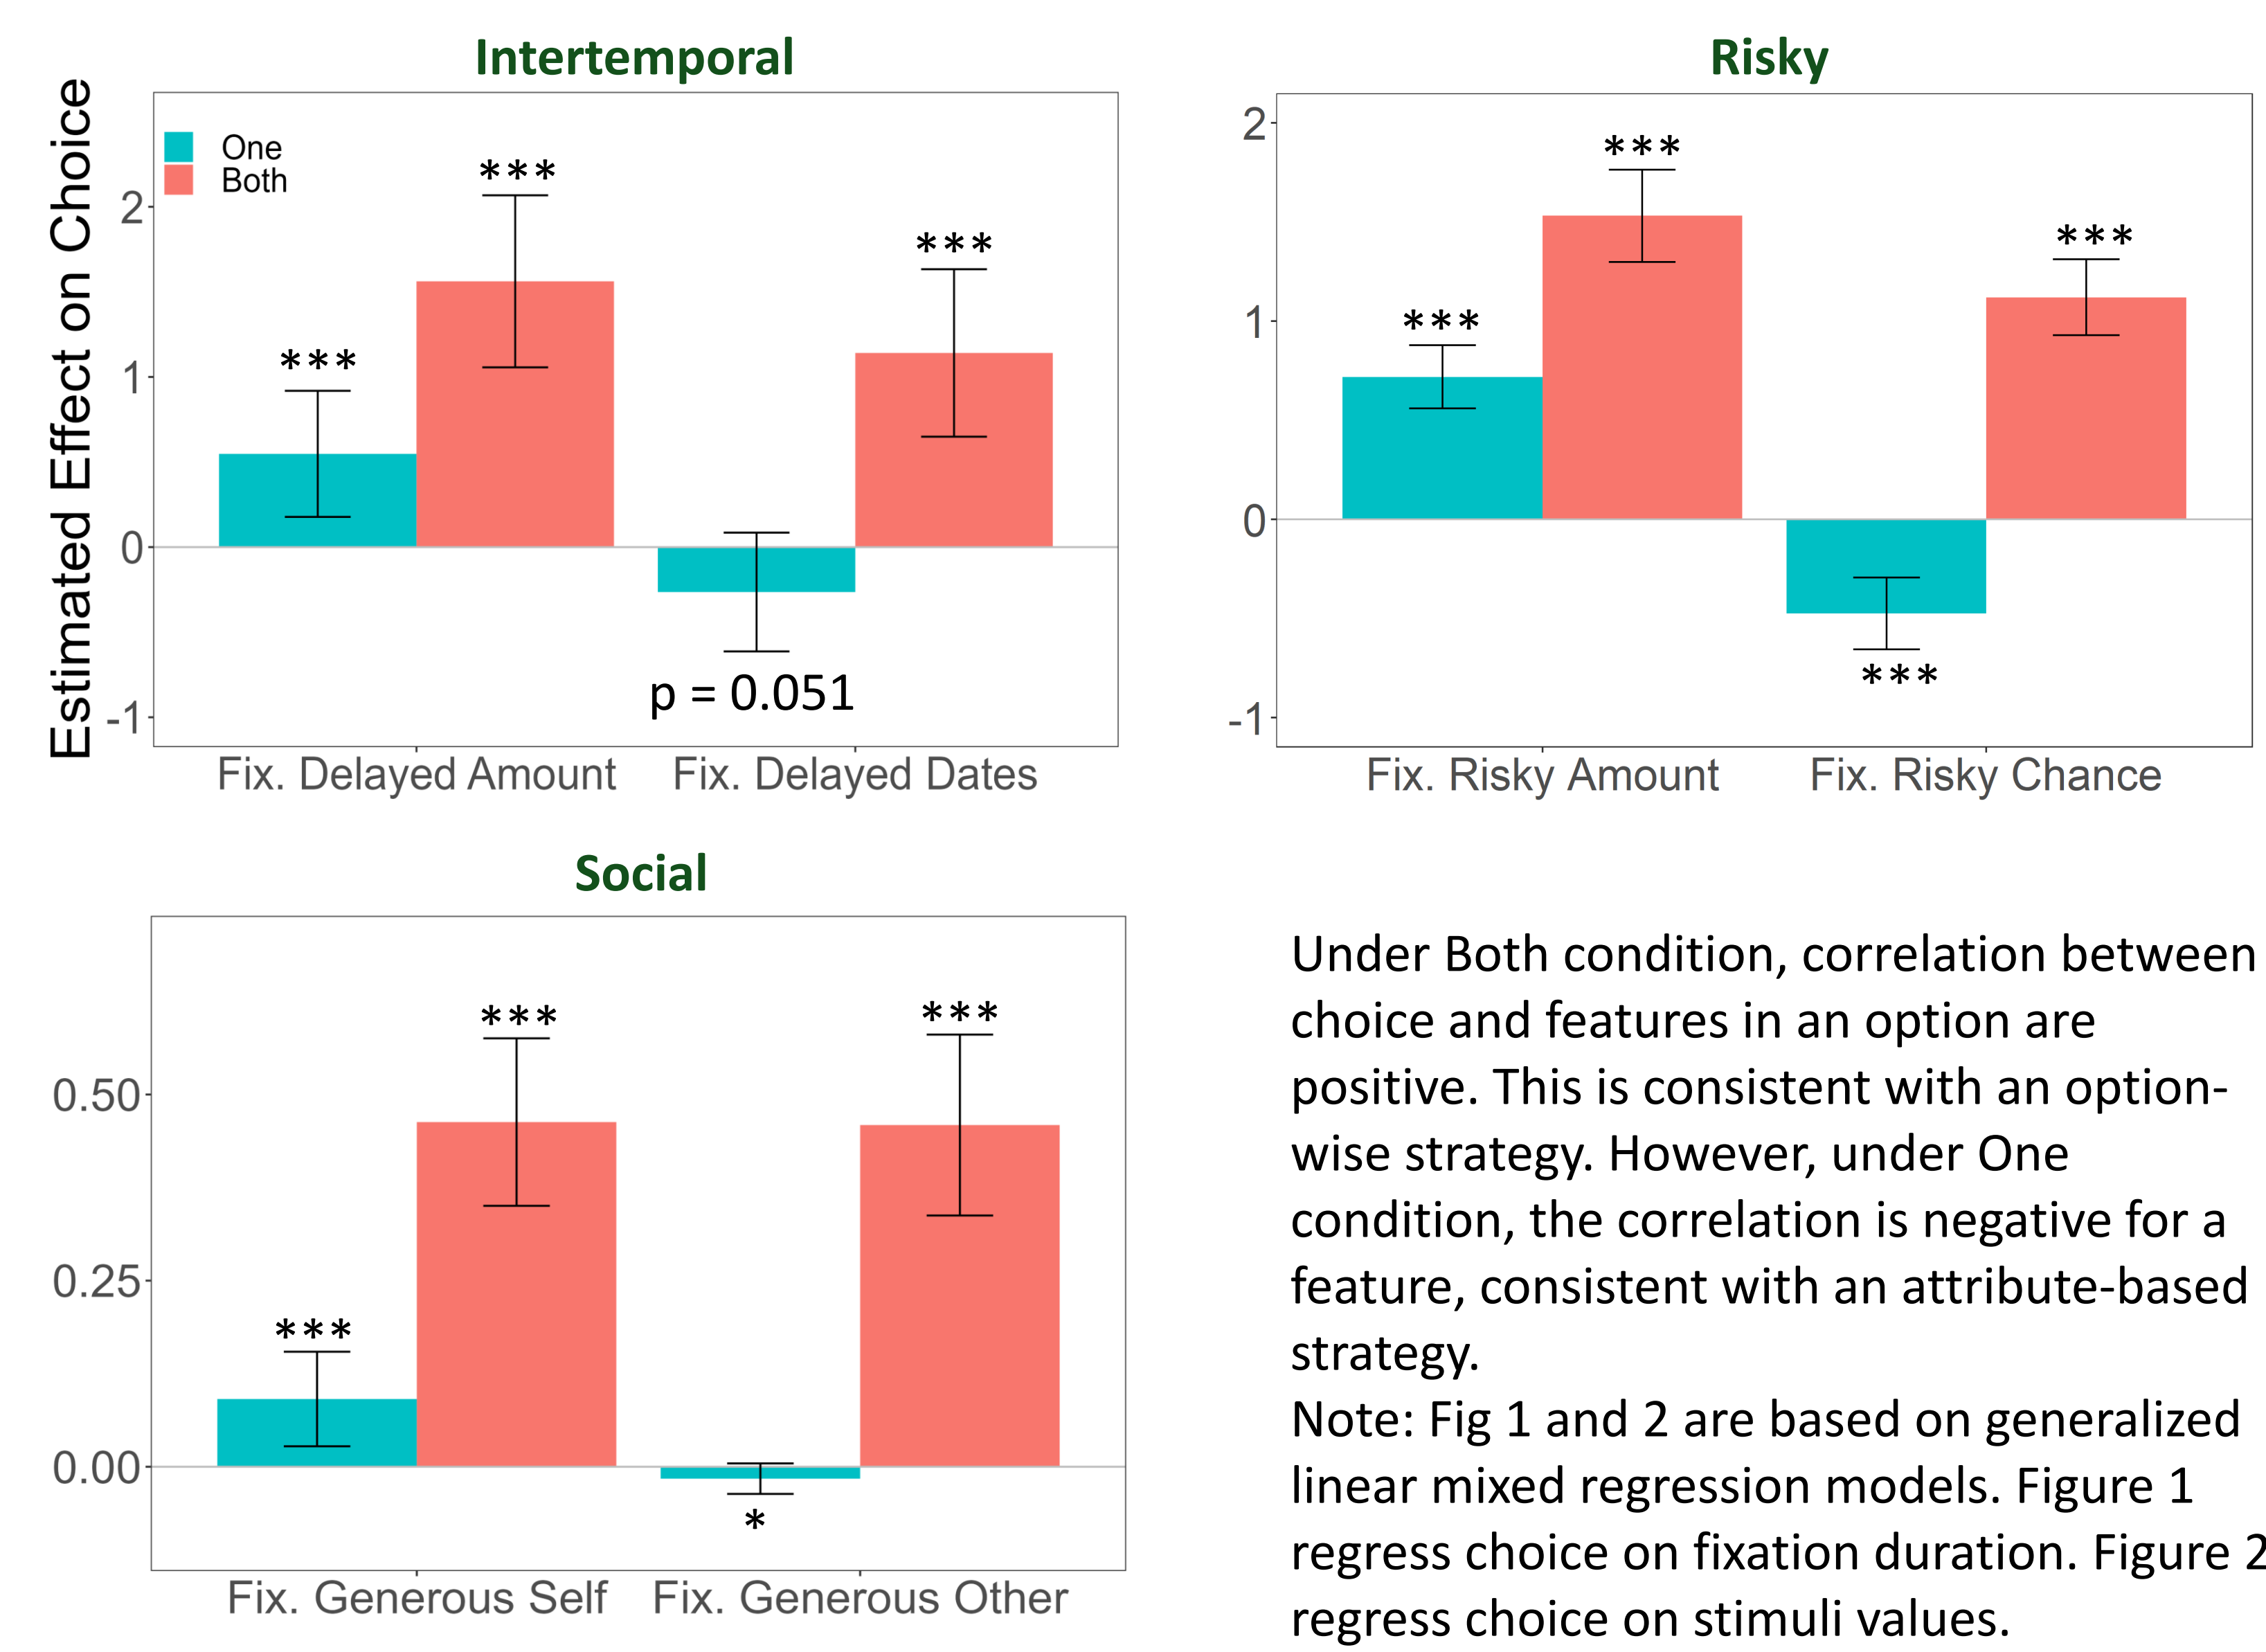 Intertemporal
Estimated Effect on Choice
One
Both
2
1
0
-1
***
***
***
p = 0.051
Fix. Delayed Amount
Fix. Delayed Dates
Risky
2
1
0
-1
***
***
***
***
Fix. Risky Amount
Fix. Risky Chance
Social
0.50
0.25
0.00
***
***
***
*
Fix. Generous Self
Fix. Generous Other
Under Both condition, correlation between
choice and features in an option are
positive. This is consistent with an option-
wise strategy. However, under One
condition, the correlation is negative for a
feature, consistent with an attribute-based
strategy.
Note: Fig 1 and 2 are based on generalized
linear mixed regression models. Figure 1
regress choice on fixation duration. Figure 2
regress choice on stimuli values.